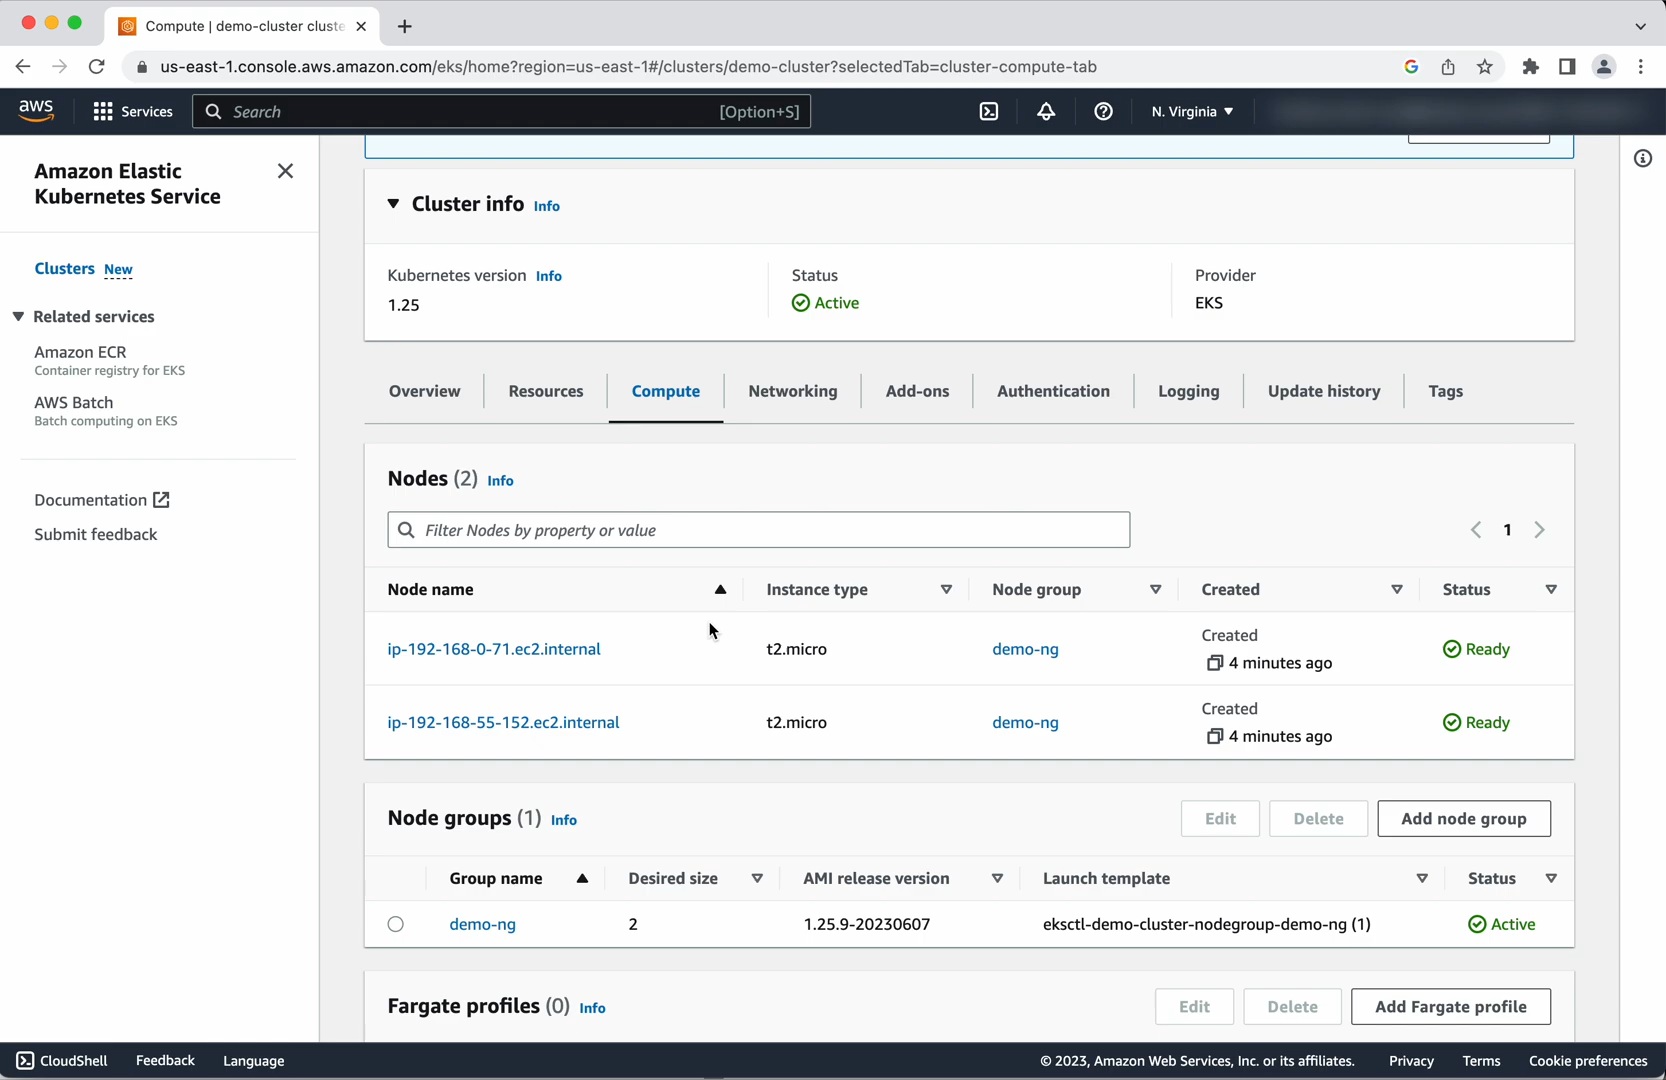 Compute | demo-cluster cluste
us-east-1.console.aws.amazon.com/eks/home?region=us-east-1#/clusters/demo-cluster?selectedTab=cluster-compute-tab
aws
Services
Search
[Option+S]
N. Virginia
Amazon Elastic
Kubernetes Service
Clusters New
Related services
Amazon ECR
Container registry for EKS
AWS Batch
Batch computing on EKS
Documentation
Submit feedback
Cluster info Info
Kubernetes version Info
1.25
Status
Active
Provider
EKS
Overview
Resources
Compute
Networking
Add-ons
Authentication
Logging
Update history
Tags
Nodes (2) Info
Filter Nodes by property or value
1
Node name
Instance type
Node group
Created
Status
ip-192-168-0-71.ec2.internal
t2.micro
demo-ng
Created
4 minutes ago
Ready
ip-192-168-55-152.ec2.internal
t2.micro
demo-ng
Created
4 minutes ago
Ready
Node groups (1) Info
Edit
Delete
Add node group
Group name
Desired size
AMI release version
Launch template
Status
demo-ng
2
1.25.9-20230607
eksctl-demo-cluster-nodegroup-demo-ng (1)
Active
Fargate profiles (0) Info
Edit
Delete
Add Fargate profile
CloudShell
Feedback
Language
© 2023, Amazon Web Services, Inc. or its affiliates.
Privacy
Terms
Cookie preferences